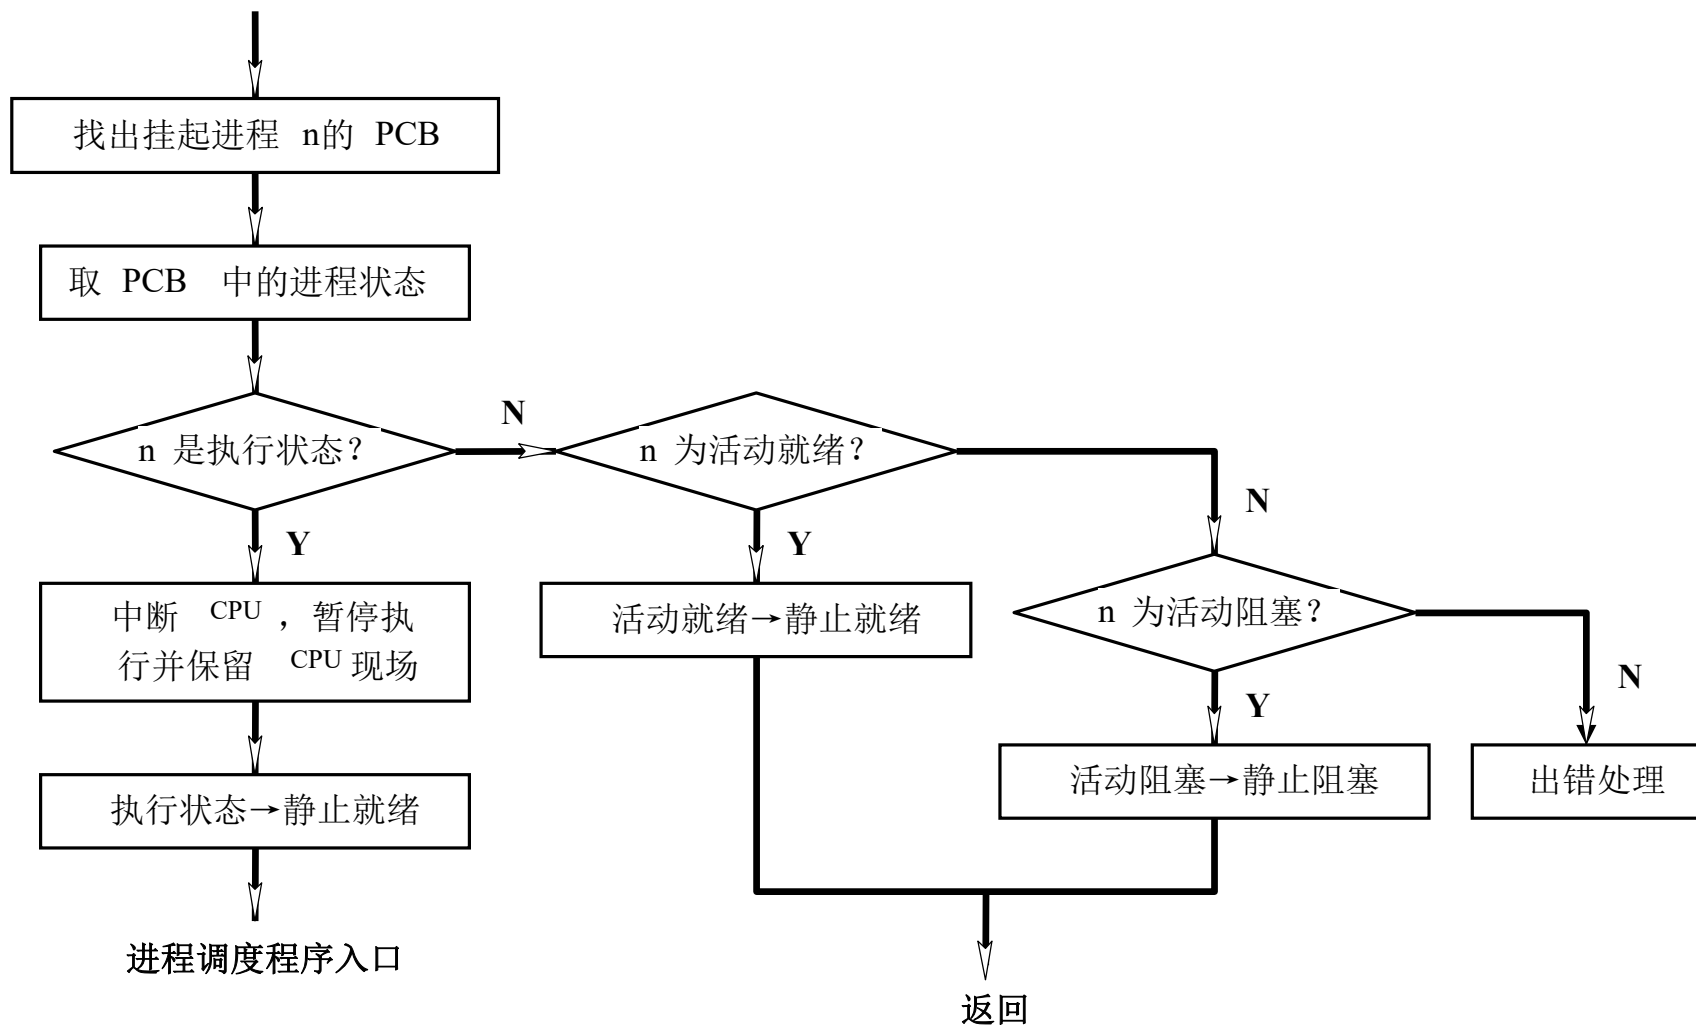 找出挂起进程 n的 PCB
取 PCB 中的进程状态
n 是执行状态？
N
n 为活动就绪？
N
Y
Y
中断 CPU ，暂停执
行并保留 CPU 现场
活动就绪→静止就绪
n 为活动阻塞？
N
Y
执行状态→静止就绪
活动阻塞→静止阻塞
出错处理
进程调度程序入口
返回